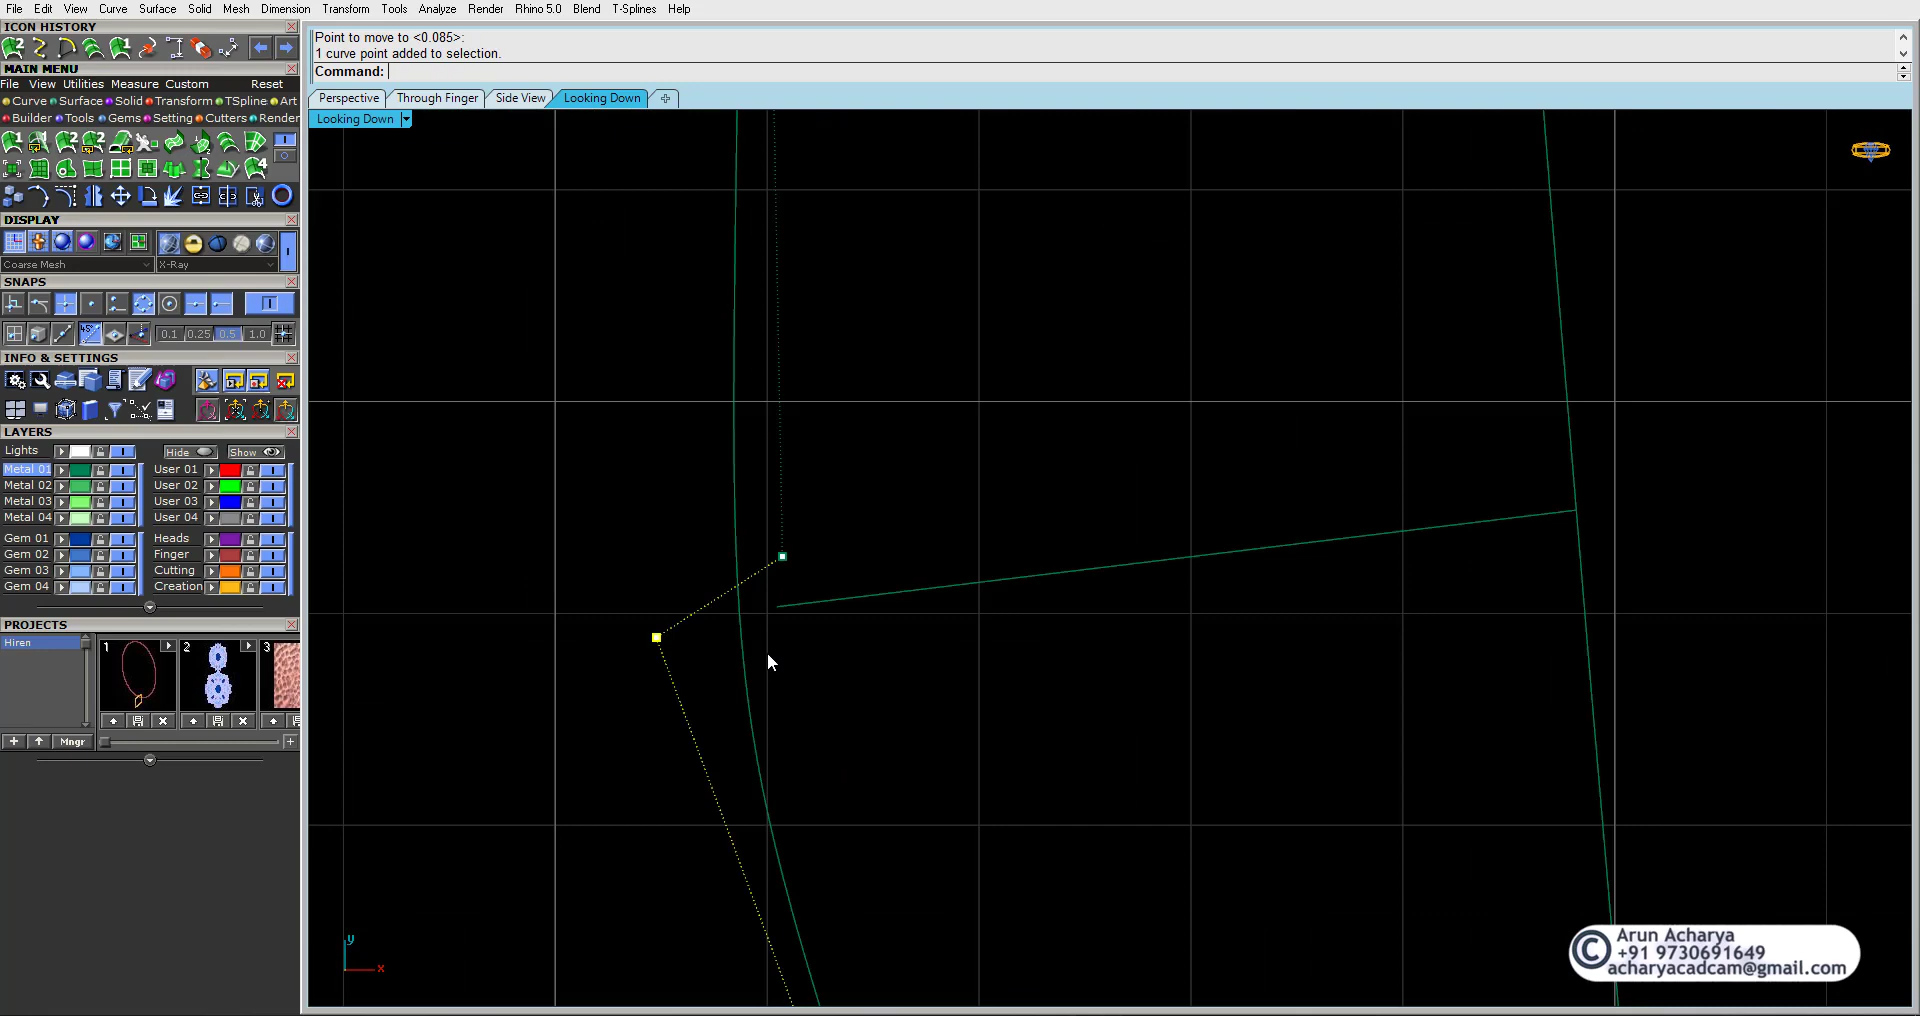 File Edit View Curve Surface Solid Mesh Dimension Transform Tools Analyze Render Rhino 5.0 Blend T-Splines Help
ICON HISTORY
Point to move to <0.085>:
1 curve point added to selection.
Command:
MAIN MENU
File View Utilities Measure Custom Reset
Curve Surface Solid Transform TSpline Art
Builder Tools Gems Setting Cutters Render
Perspective Through Finger Side View Looking Down
Looking Down
1 2 2 4
DISPLAY
Coarse Mesh X-Ray
SNAPS
45° 0.1 0.25 0.5 1.0
INFO & SETTINGS
LAYERS
Lights Hide Show
Metal 01 User 01
Metal 02 User 02
Metal 03 User 03
Metal 04 User 04
Gem 01 Heads
Gem 02 Finger
Gem 03 Cutting
Gem 04 Creation
PROJECTS
Hiren 1 2 3
Mngr
y
x
© Arun Acharya
+91 9730691649
acharyacadcam@gmail.com